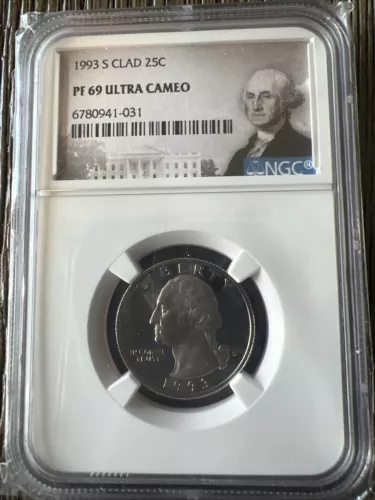 1993 S CLAD 25C
PF 69 ULTRA CAMEO
6780941-031
NGC®
LIBERTY
IN GOD WE
TRUST
S
1993